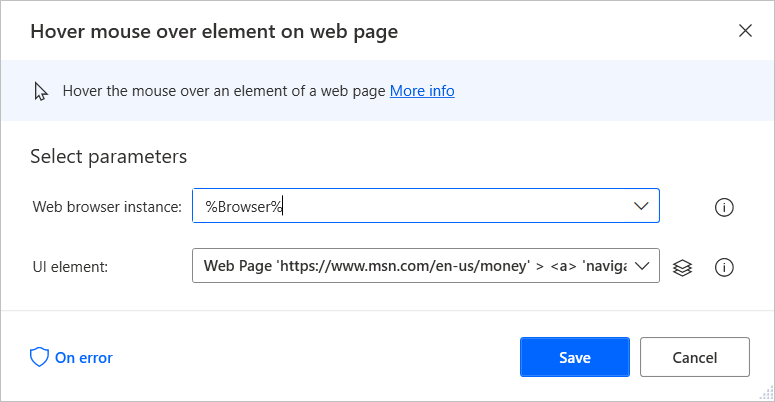 Hover mouse over element on web page
Hover the mouse over an element of a web page More info
Select parameters
Web browser instance: %Browser%
UI element: Web Page 'https://www.msn.com/en-us/money' > <a> 'naviga
On error Save Cancel